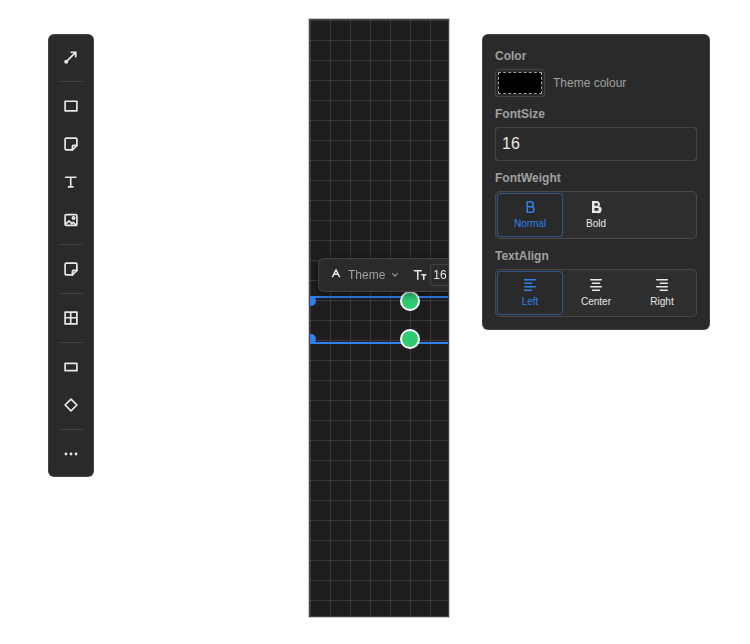 Theme
16
Color
Theme colour
FontSize
16
FontWeight
Normal
Bold
TextAlign
Left
Center
Right